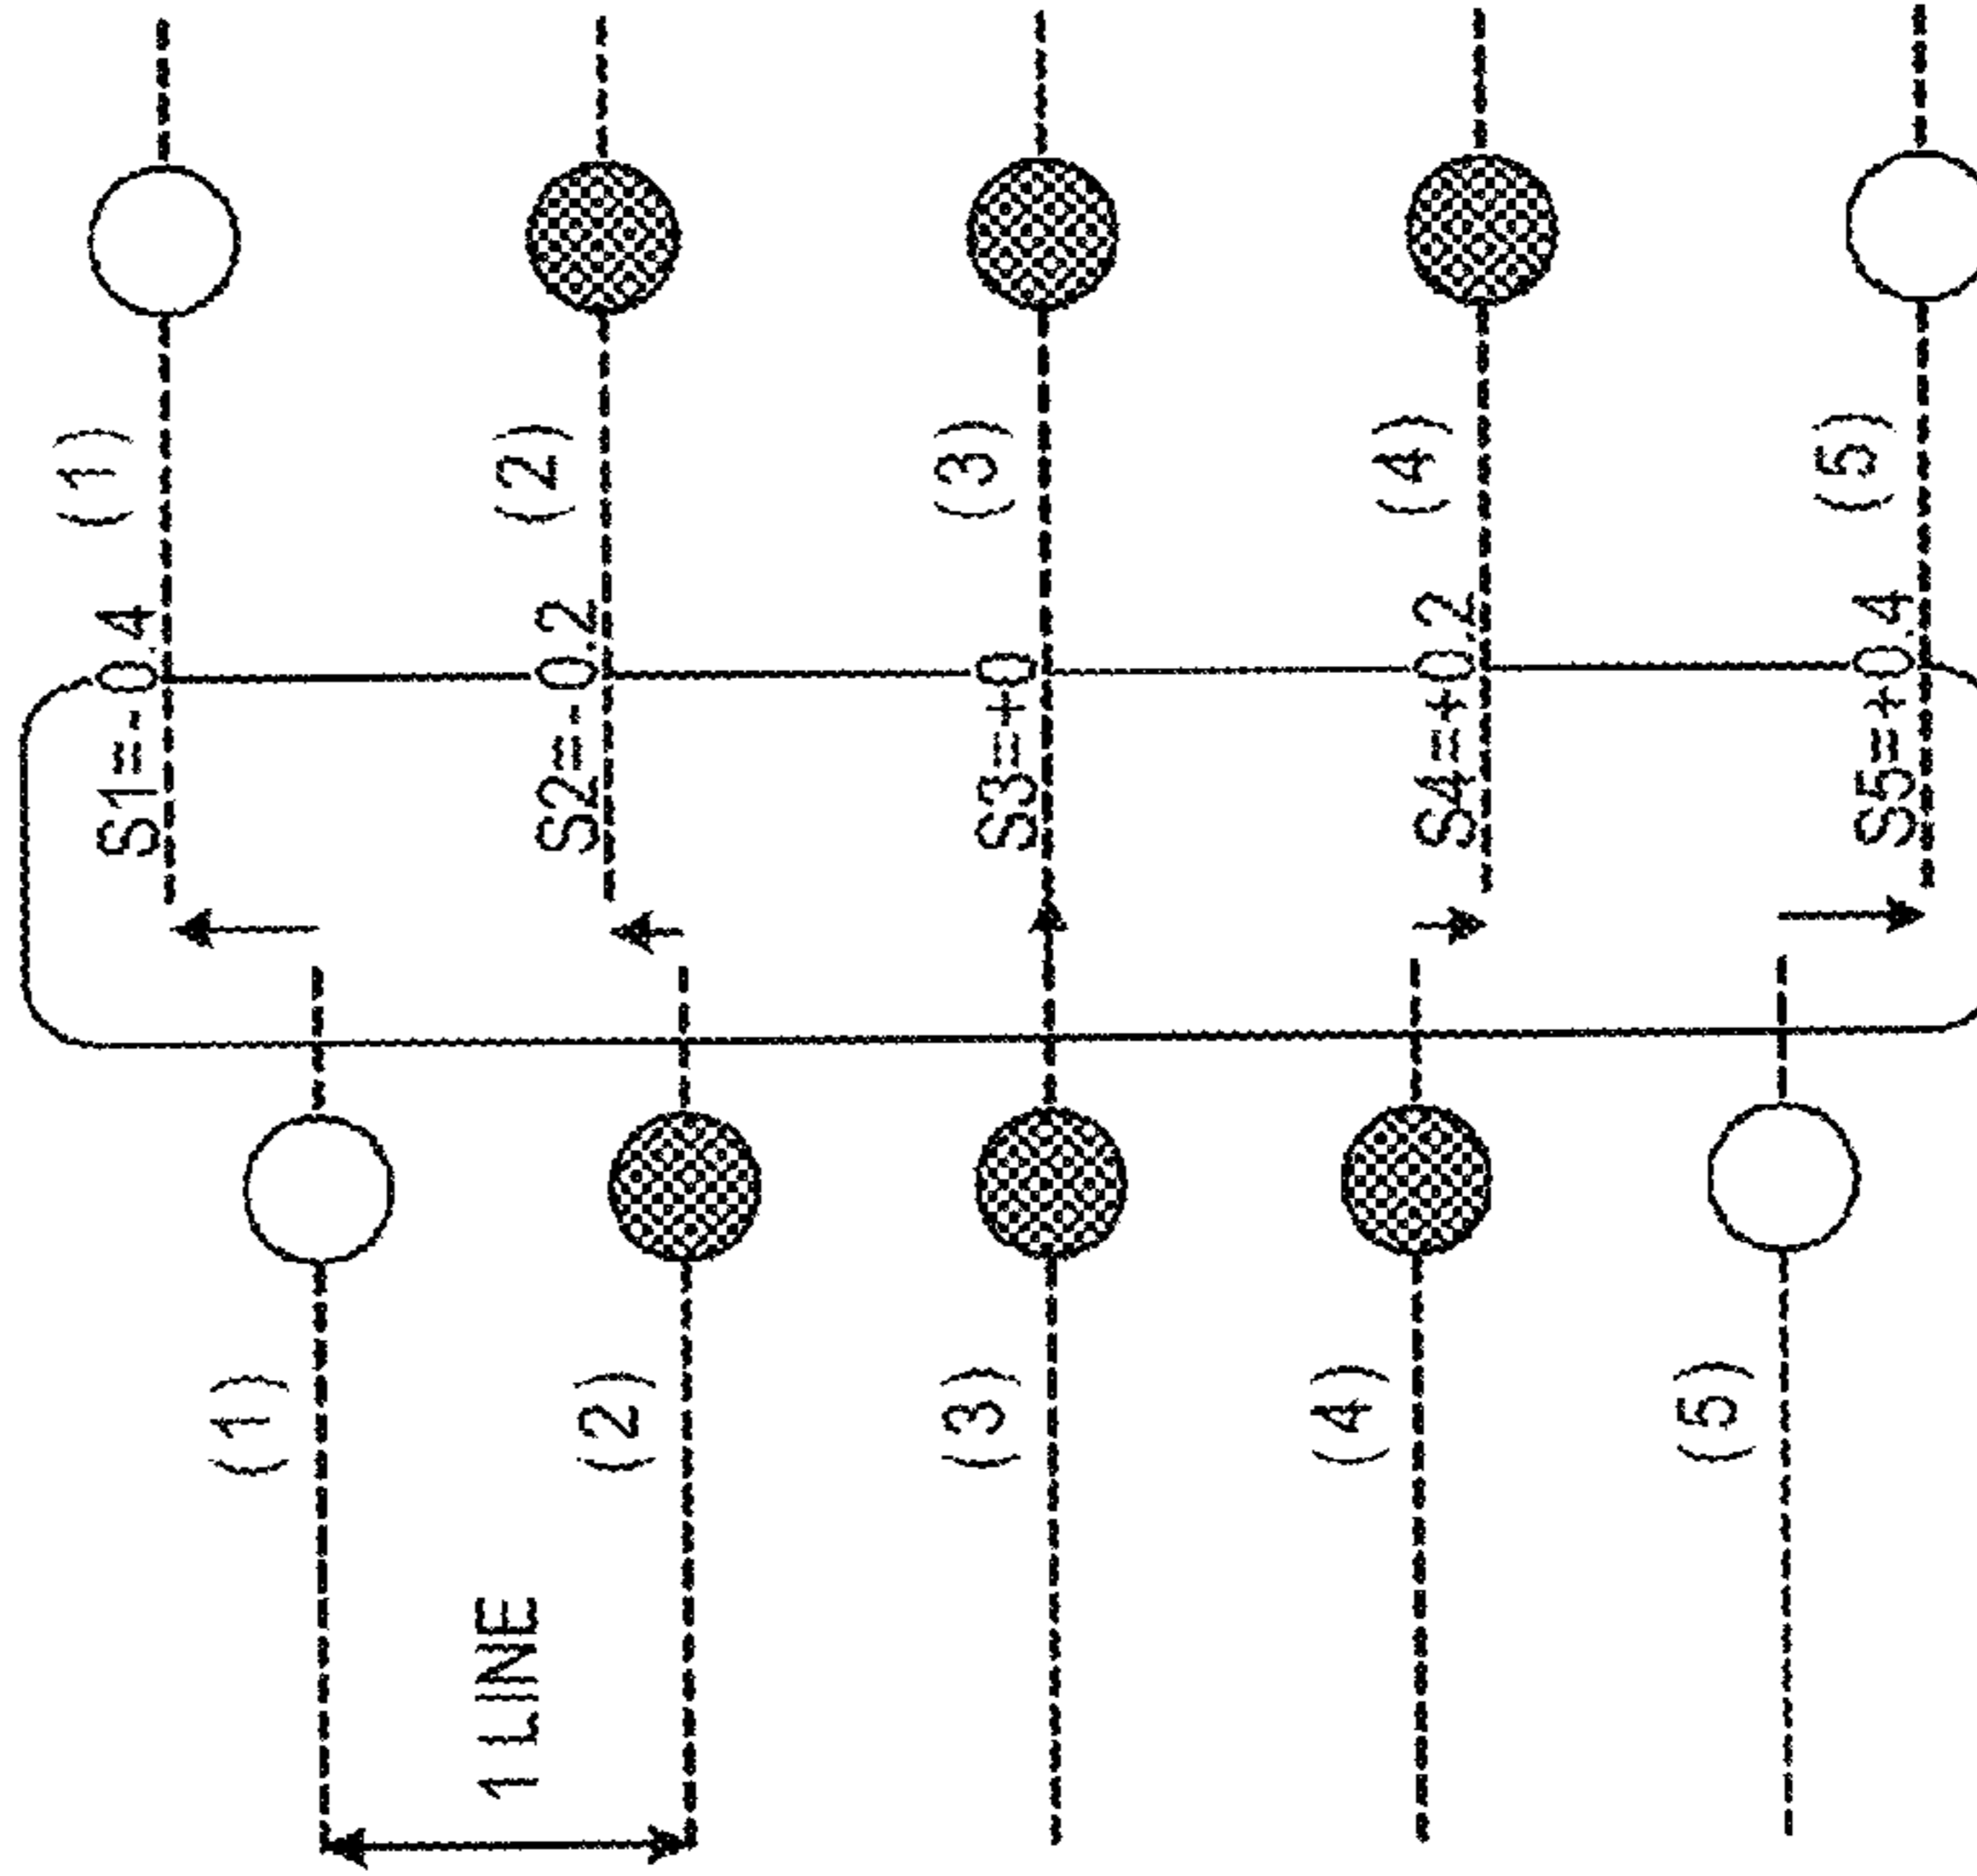 (1)
(2)
(3)
(4)
(5)
S1=-0.4
S2=-0.2
S3=+0
S4=+0.2
S5=+0.4
(1)
(2)
(3)
(4)
(5)
1 LINE